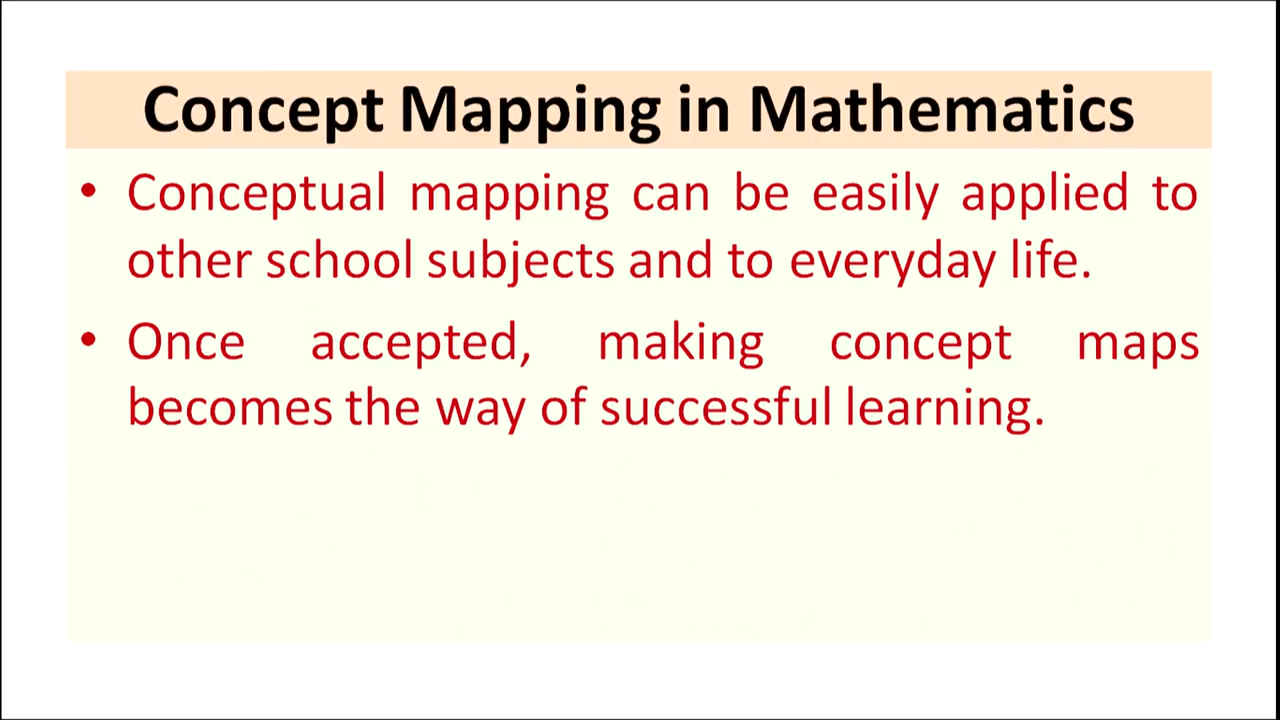 Concept Mapping in Mathematics
• Conceptual mapping can be easily applied to
other school subjects and to everyday life.
• Once accepted, making concept maps
becomes the way of successful learning.